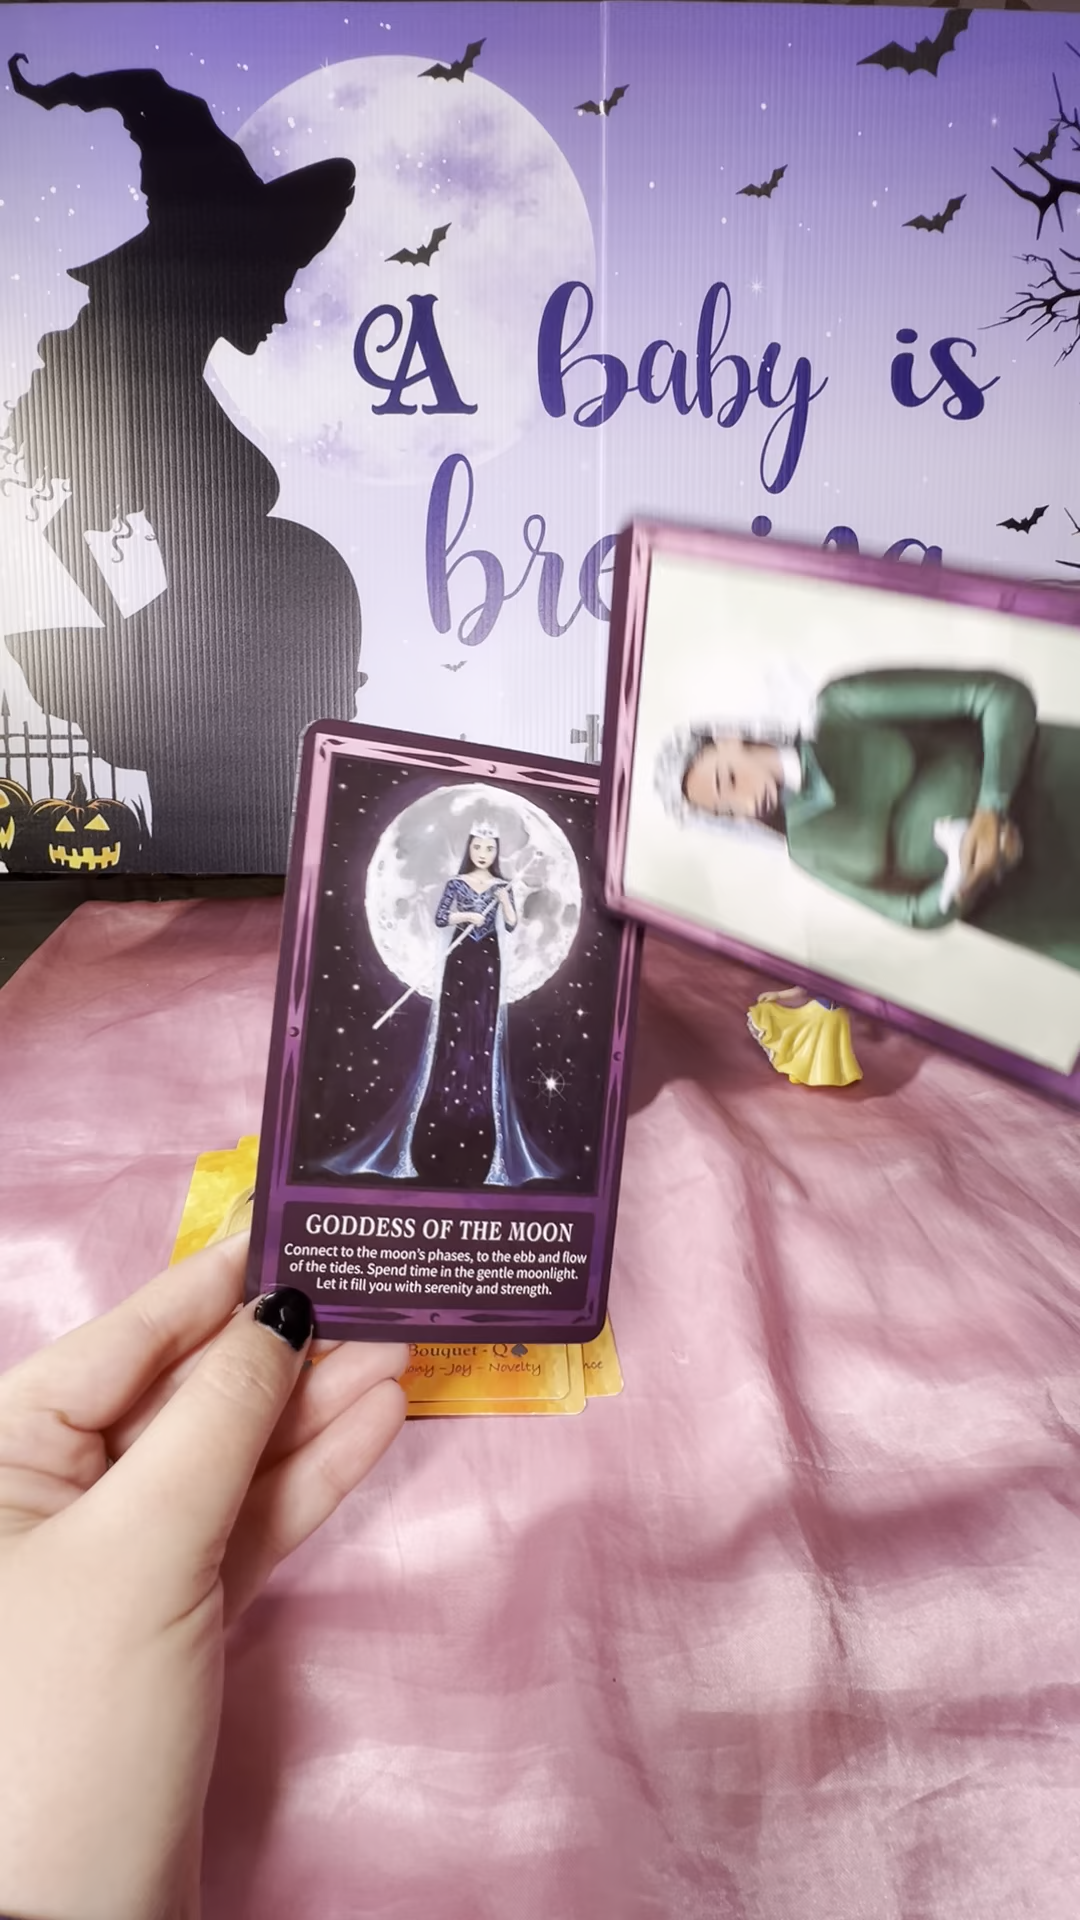 A baby is
GODDESS OF THE MOON
Connect to the moon's phases, to the ebb and flow
of the tides. Spend time in the gentle moonlight.
Let it fill you with serenity and strength.
Bouquet - Q♠
Joy - Novelty